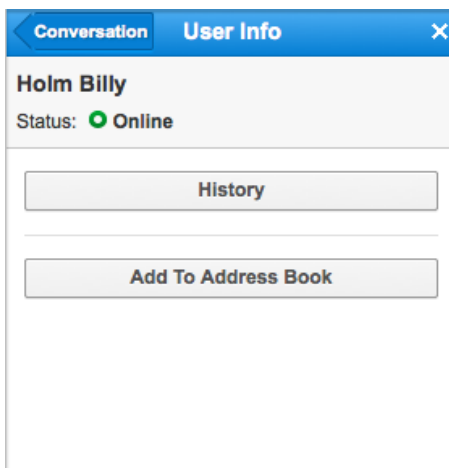 Conversation User Info ×
Holm Billy
Status: Online
History
Add To Address Book